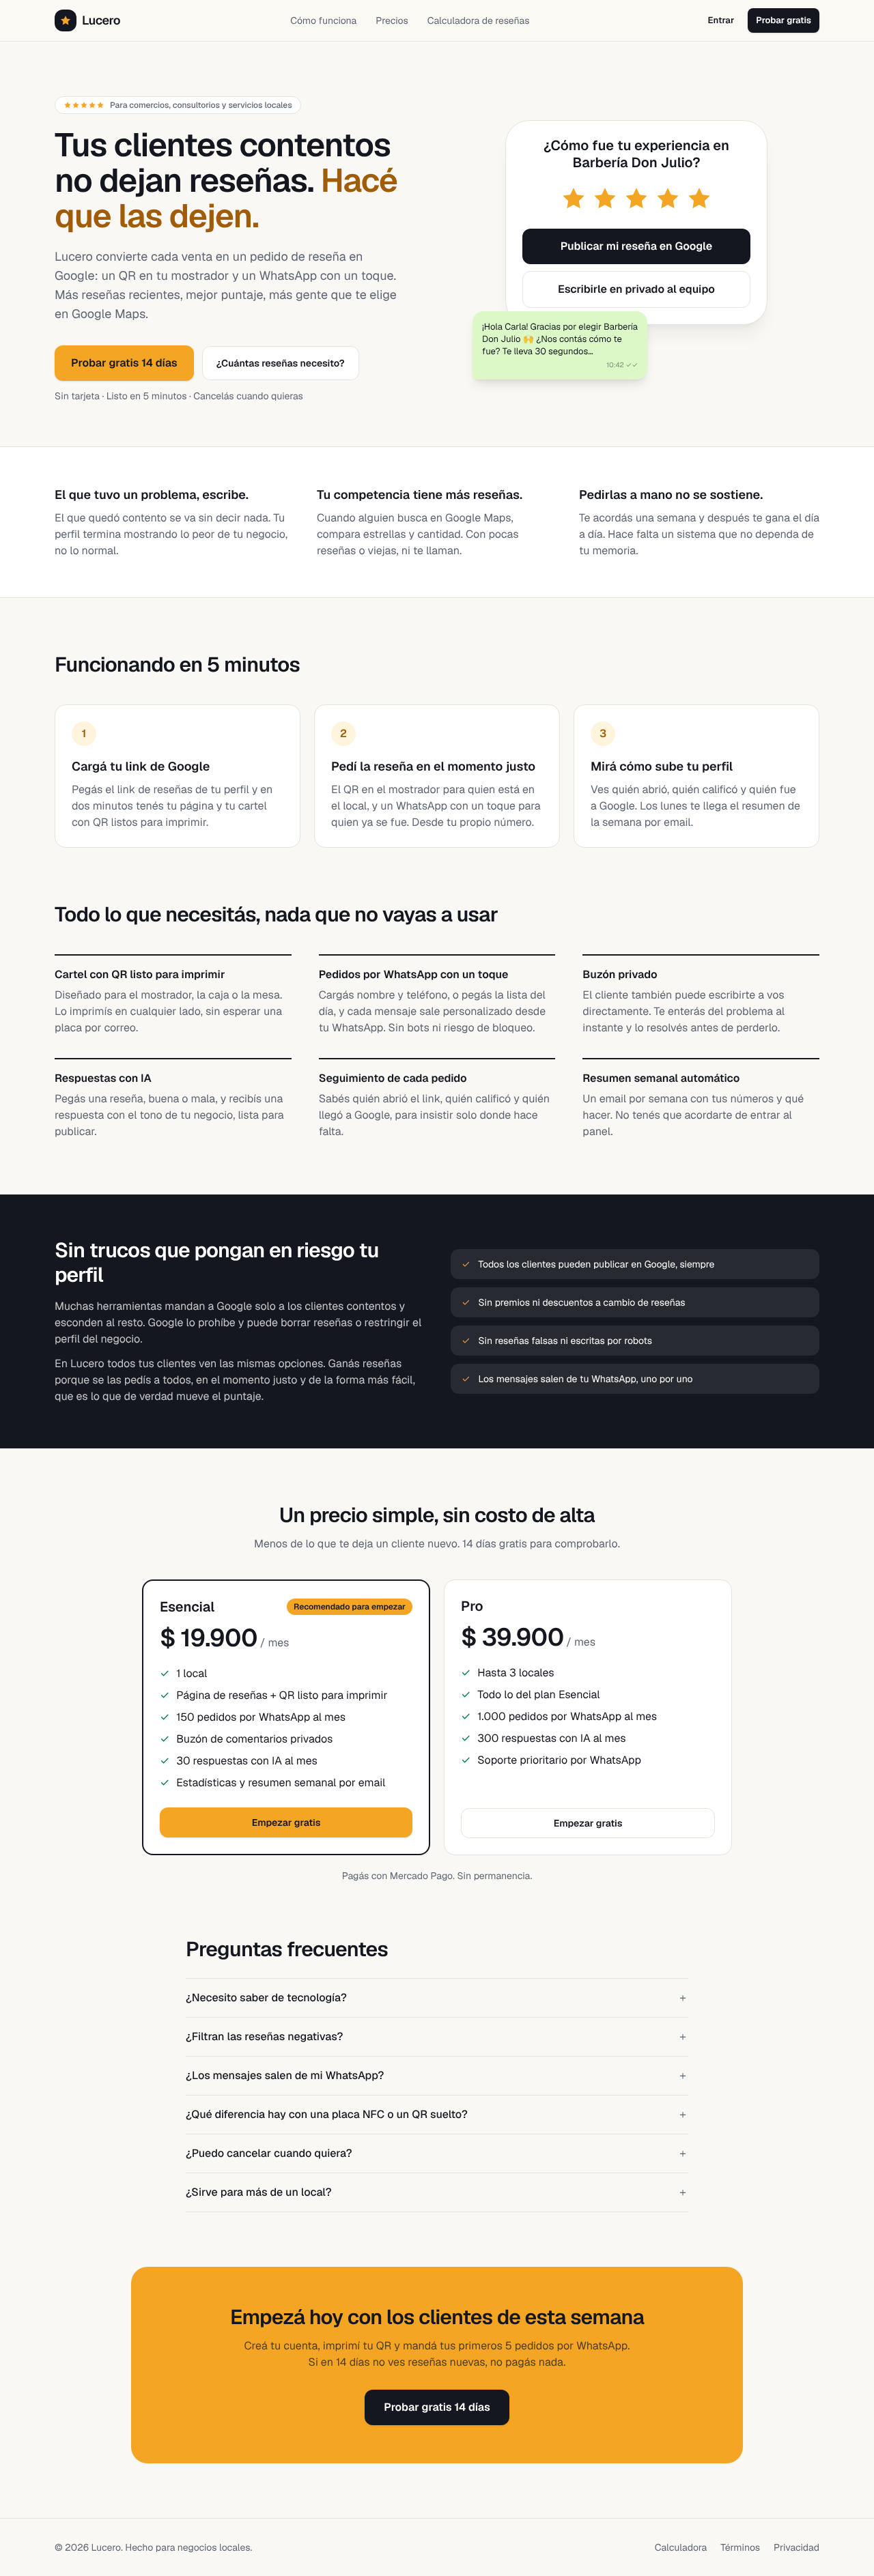 Lucero
Cómo funciona
Precios
Calculadora de reseñas
Entrar
Probar gratis
Para comercios, consultorios y servicios locales
Tus clientes contentos
no dejan reseñas. Hacé
que las dejen.
Lucero convierte cada venta en un pedido de reseña en
Google: un QR en tu mostrador y un WhatsApp con un toque.
Más reseñas recientes, mejor puntaje, más gente que te elige
en Google Maps.
Probar gratis 14 días
¿Cuántas reseñas necesito?
Sin tarjeta · Listo en 5 minutos · Cancelás cuando quieras
¿Cómo fue tu experiencia en
Barbería Don Julio?
Publicar mi reseña en Google
Escribirle en privado al equipo
¡Hola Carla! Gracias por elegir Barbería
Don Julio 🙌 ¿Nos contás cómo te
fue? Te lleva 30 segundos...
10:42 ✓✓
El que tuvo un problema, escribe.
El que quedó contento se va sin decir nada. Tu
perfil termina mostrando lo peor de tu negocio,
no lo normal.
Tu competencia tiene más reseñas.
Cuando alguien busca en Google Maps,
compara estrellas y cantidad. Con pocas
reseñas o viejas, ni te llaman.
Pedirlas a mano no se sostiene.
Te acordás una semana y después te gana el día
a día. Hace falta un sistema que no dependa de
tu memoria.
Funcionando en 5 minutos
1
Cargá tu link de Google
Pegás el link de reseñas de tu perfil y en
dos minutos tenés tu página y tu cartel
con QR listos para imprimir.
2
Pedí la reseña en el momento justo
El QR en el mostrador para quien está en
el local, y un WhatsApp con un toque para
quien ya se fue. Desde tu propio número.
3
Mirá cómo sube tu perfil
Ves quién abrió, quién calificó y quién fue
a Google. Los lunes te llega el resumen de
la semana por email.
Todo lo que necesitás, nada que no vayas a usar
Cartel con QR listo para imprimir
Diseñado para el mostrador, la caja o la mesa.
Lo imprimís en cualquier lado, sin esperar una
placa por correo.
Pedidos por WhatsApp con un toque
Cargás nombre y teléfono, o pegás la lista del
día, y cada mensaje sale personalizado desde
tu WhatsApp. Sin bots ni riesgo de bloqueo.
Buzón privado
El cliente también puede escribirte a vos
directamente. Te enterás del problema al
instante y lo resolvés antes de perderlo.
Respuestas con IA
Pegás una reseña, buena o mala, y recibís una
respuesta con el tono de tu negocio, lista para
publicar.
Seguimiento de cada pedido
Sabés quién abrió el link, quién calificó y quién
llegó a Google, para insistir solo donde hace
falta.
Resumen semanal automático
Un email por semana con tus números y qué
hacer. No tenés que acordarte de entrar al
panel.
Sin trucos que pongan en riesgo tu
perfil
Muchas herramientas mandan a Google solo a los clientes contentos y
esconden al resto. Google lo prohíbe y puede borrar reseñas o restringir el
perfil del negocio.
En Lucero todos tus clientes ven las mismas opciones. Ganás reseñas
porque se las pedís a todos, en el momento justo y de la forma más fácil,
que es lo que de verdad mueve el puntaje.
✓ Todos los clientes pueden publicar en Google, siempre
✓ Sin premios ni descuentos a cambio de reseñas
✓ Sin reseñas falsas ni escritas por robots
✓ Los mensajes salen de tu WhatsApp, uno por uno
Un precio simple, sin costo de alta
Menos de lo que te deja un cliente nuevo. 14 días gratis para comprobarlo.
Esencial
Recomendado para empezar
$ 19.900 / mes
✓ 1 local
✓ Página de reseñas + QR listo para imprimir
✓ 150 pedidos por WhatsApp al mes
✓ Buzón de comentarios privados
✓ 30 respuestas con IA al mes
✓ Estadísticas y resumen semanal por email
Empezar gratis
Pro
$ 39.900 / mes
✓ Hasta 3 locales
✓ Todo lo del plan Esencial
✓ 1.000 pedidos por WhatsApp al mes
✓ 300 respuestas con IA al mes
✓ Soporte prioritario por WhatsApp
Empezar gratis
Pagás con Mercado Pago. Sin permanencia.
Preguntas frecuentes
¿Necesito saber de tecnología? +
¿Filtran las reseñas negativas? +
¿Los mensajes salen de mi WhatsApp? +
¿Qué diferencia hay con una placa NFC o un QR suelto? +
¿Puedo cancelar cuando quiera? +
¿Sirve para más de un local? +
Empezá hoy con los clientes de esta semana
Creá tu cuenta, imprimí tu QR y mandá tus primeros 5 pedidos por WhatsApp.
Si en 14 días no ves reseñas nuevas, no pagás nada.
Probar gratis 14 días
© 2026 Lucero. Hecho para negocios locales.
Calculadora
Términos
Privacidad